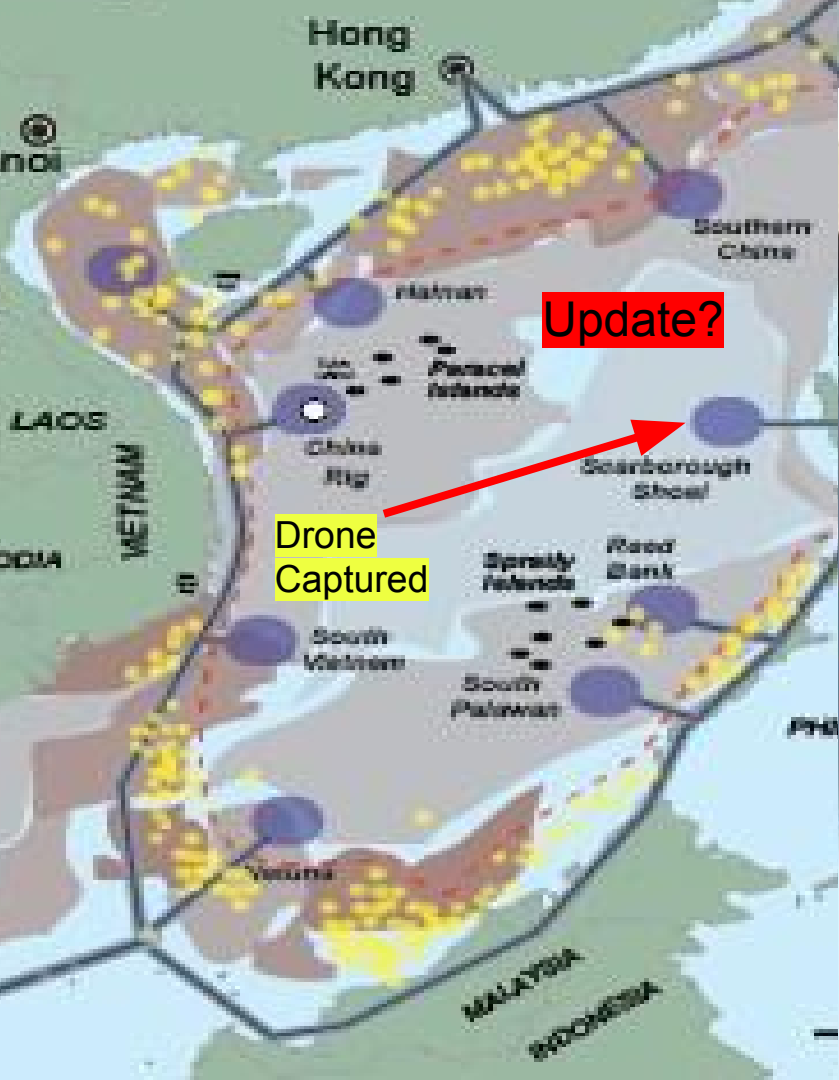 Hong
Kong
noi
Southern
China
Hainan
Update?
Paracel
Islands
LAOS
China
Rig
VIETNAM
Scarborough
Shoal
Drone
Captured
ODIA
Spratly
Islands
Reed
Bank
South
Vietnam
South
Palawan
PHI
Natuna
MALAYSIA
INDONESIA